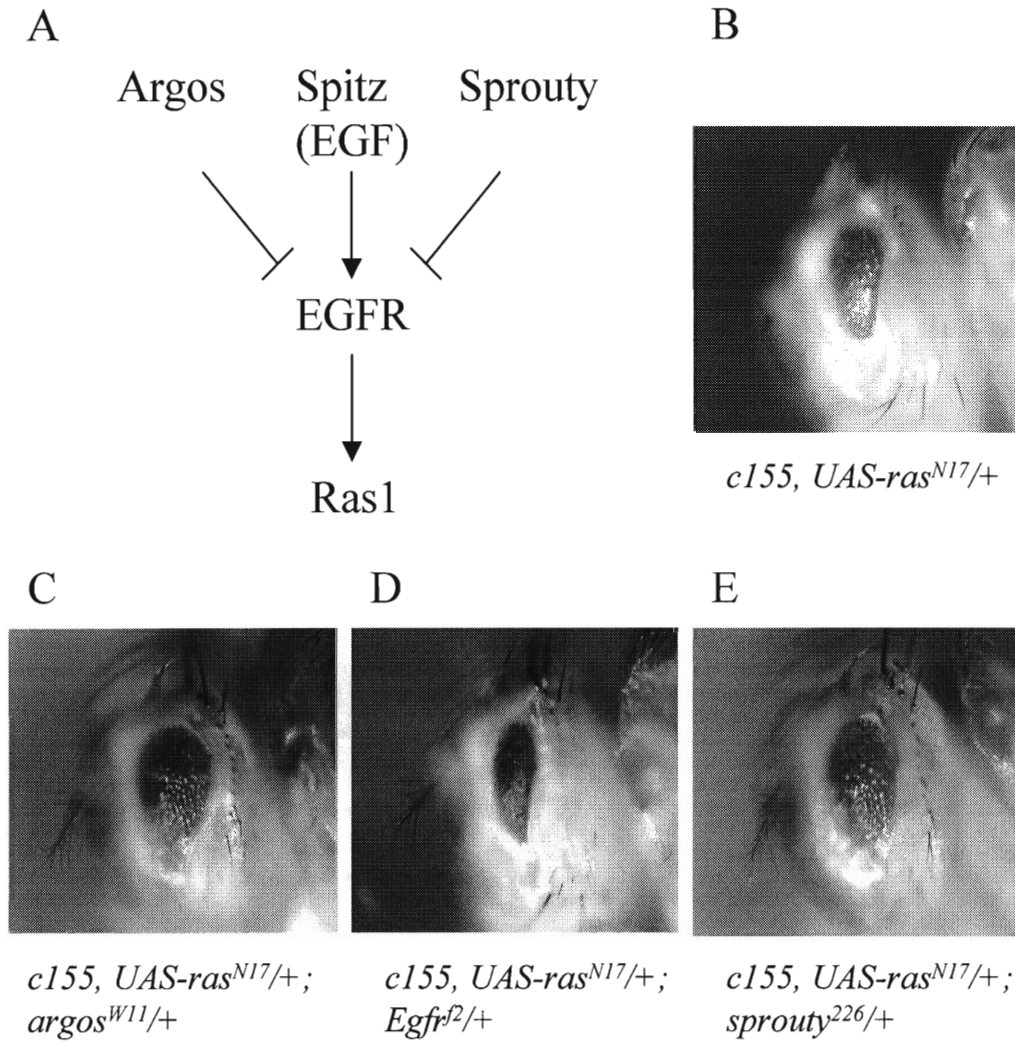 A
B
Argos Spitz Sprouty
(EGF)
EGFR
Ras1
c155, UAS-ras^N17/+
C
D
E
c155, UAS-ras^N17/+;
argos^W11/+
c155, UAS-ras^N17/+;
Egfr^f2/+
c155, UAS-ras^N17/+;
sprouty^226/+